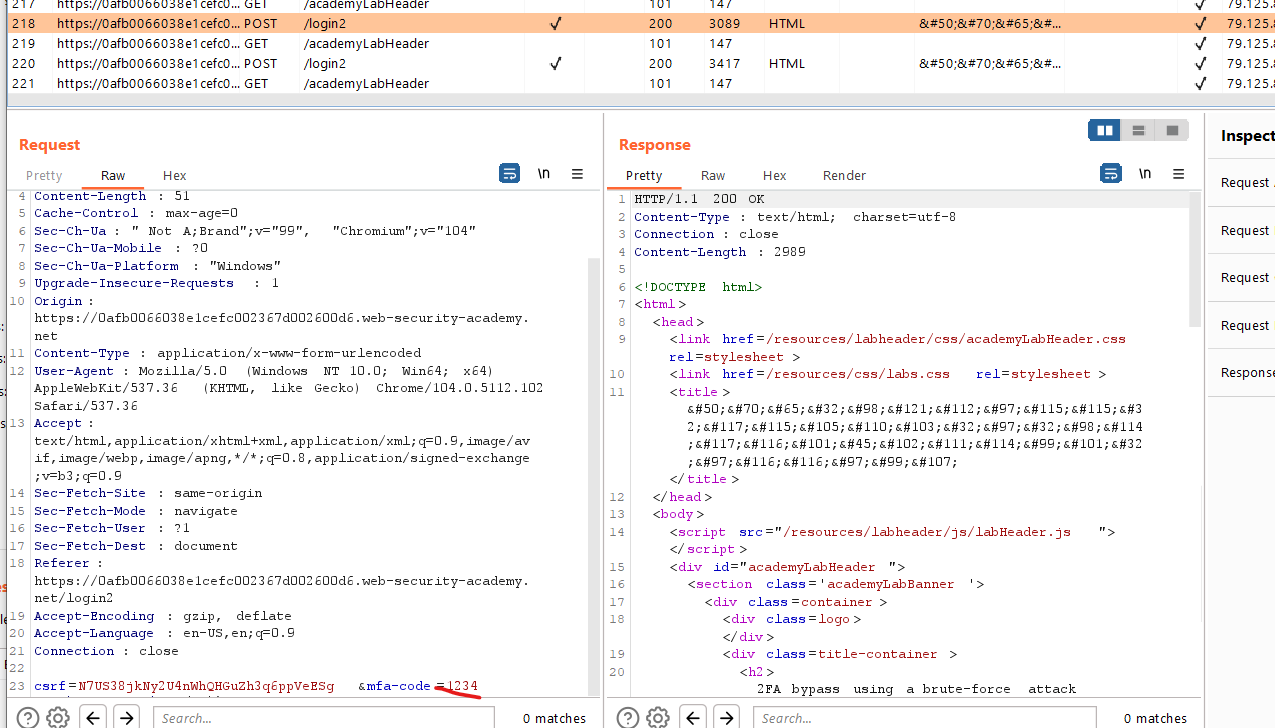 217 https://0afb0066038e1cefc0... GET /academyLabHeader 101 147 ✓ 79.125.8
218 https://0afb0066038e1cefc0... POST /login2 ✓ 200 3089 HTML &#50;&#70;&#65;&#... ✓ 79.125.8
219 https://0afb0066038e1cefc0... GET /academyLabHeader 101 147 ✓ 79.125.8
220 https://0afb0066038e1cefc0... POST /login2 ✓ 200 3417 HTML &#50;&#70;&#65;&#... ✓ 79.125.8
221 https://0afb0066038e1cefc0... GET /academyLabHeader 101 147 ✓ 79.125.8
Request
Pretty Raw Hex \n
4 Content-Length : 51
5 Cache-Control : max-age=0
6 Sec-Ch-Ua : " Not A;Brand";v="99", "Chromium";v="104"
7 Sec-Ch-Ua-Mobile : ?0
8 Sec-Ch-Ua-Platform : "Windows"
9 Upgrade-Insecure-Requests : 1
10 Origin :
https://0afb0066038e1cefc002367d002600d6.web-security-academy.
net
11 Content-Type : application/x-www-form-urlencoded
12 User-Agent : Mozilla/5.0 (Windows NT 10.0; Win64; x64)
AppleWebKit/537.36 (KHTML, like Gecko) Chrome/104.0.5112.102
Safari/537.36
13 Accept :
text/html,application/xhtml+xml,application/xml;q=0.9,image/av
if,image/webp,image/apng,*/*;q=0.8,application/signed-exchange
;v=b3;q=0.9
14 Sec-Fetch-Site : same-origin
15 Sec-Fetch-Mode : navigate
16 Sec-Fetch-User : ?1
17 Sec-Fetch-Dest : document
18 Referer :
https://0afb0066038e1cefc002367d002600d6.web-security-academy.
net/login2
19 Accept-Encoding : gzip, deflate
20 Accept-Language : en-US,en;q=0.9
21 Connection : close
22
23 csrf=N7US38jkNy2U4nWhQHGuZh3q6ppVeESg &mfa-code=1234
Search... 0 matches
Response
Pretty Raw Hex Render \n
1 HTTP/1.1 200 OK
2 Content-Type : text/html; charset=utf-8
3 Connection : close
4 Content-Length : 2989
5
6 <!DOCTYPE html>
7 <html>
8 <head>
9 <link href=/resources/labheader/css/academyLabHeader.css
rel=stylesheet >
10 <link href=/resources/css/labs.css rel=stylesheet >
11 <title>
&#50;&#70;&#65;&#32;&#98;&#121;&#112;&#97;&#115;&#115;&#3
2;&#117;&#115;&#105;&#110;&#103;&#32;&#97;&#32;&#98;&#114
;&#117;&#116;&#101;&#45;&#102;&#111;&#114;&#99;&#101;&#32
;&#97;&#116;&#116;&#97;&#99;&#107;
</title>
12 </head>
13 <body>
14 <script src="/resources/labheader/js/labHeader.js ">
</script>
15 <div id="academyLabHeader ">
16 <section class='academyLabBanner '>
17 <div class=container >
18 <div class=logo>
</div>
19 <div class=title-container >
20 <h2>
2FA bypass using a brute-force attack
Search... 0 matches
Inspect
Request
Request
Request
Request
Response